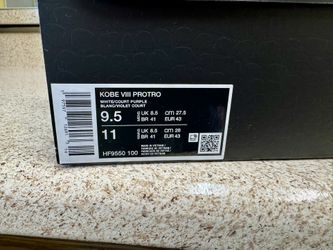 KOBE VIII PROTRO
WHITE/COURT PURPLE
BLANC/VIOLET COURT
9.5 UK 8.5 cm 27.5
BR 41 EUR 43
11 UK 8.5 cm 28
BR 41 EUR 43
HF9550 100